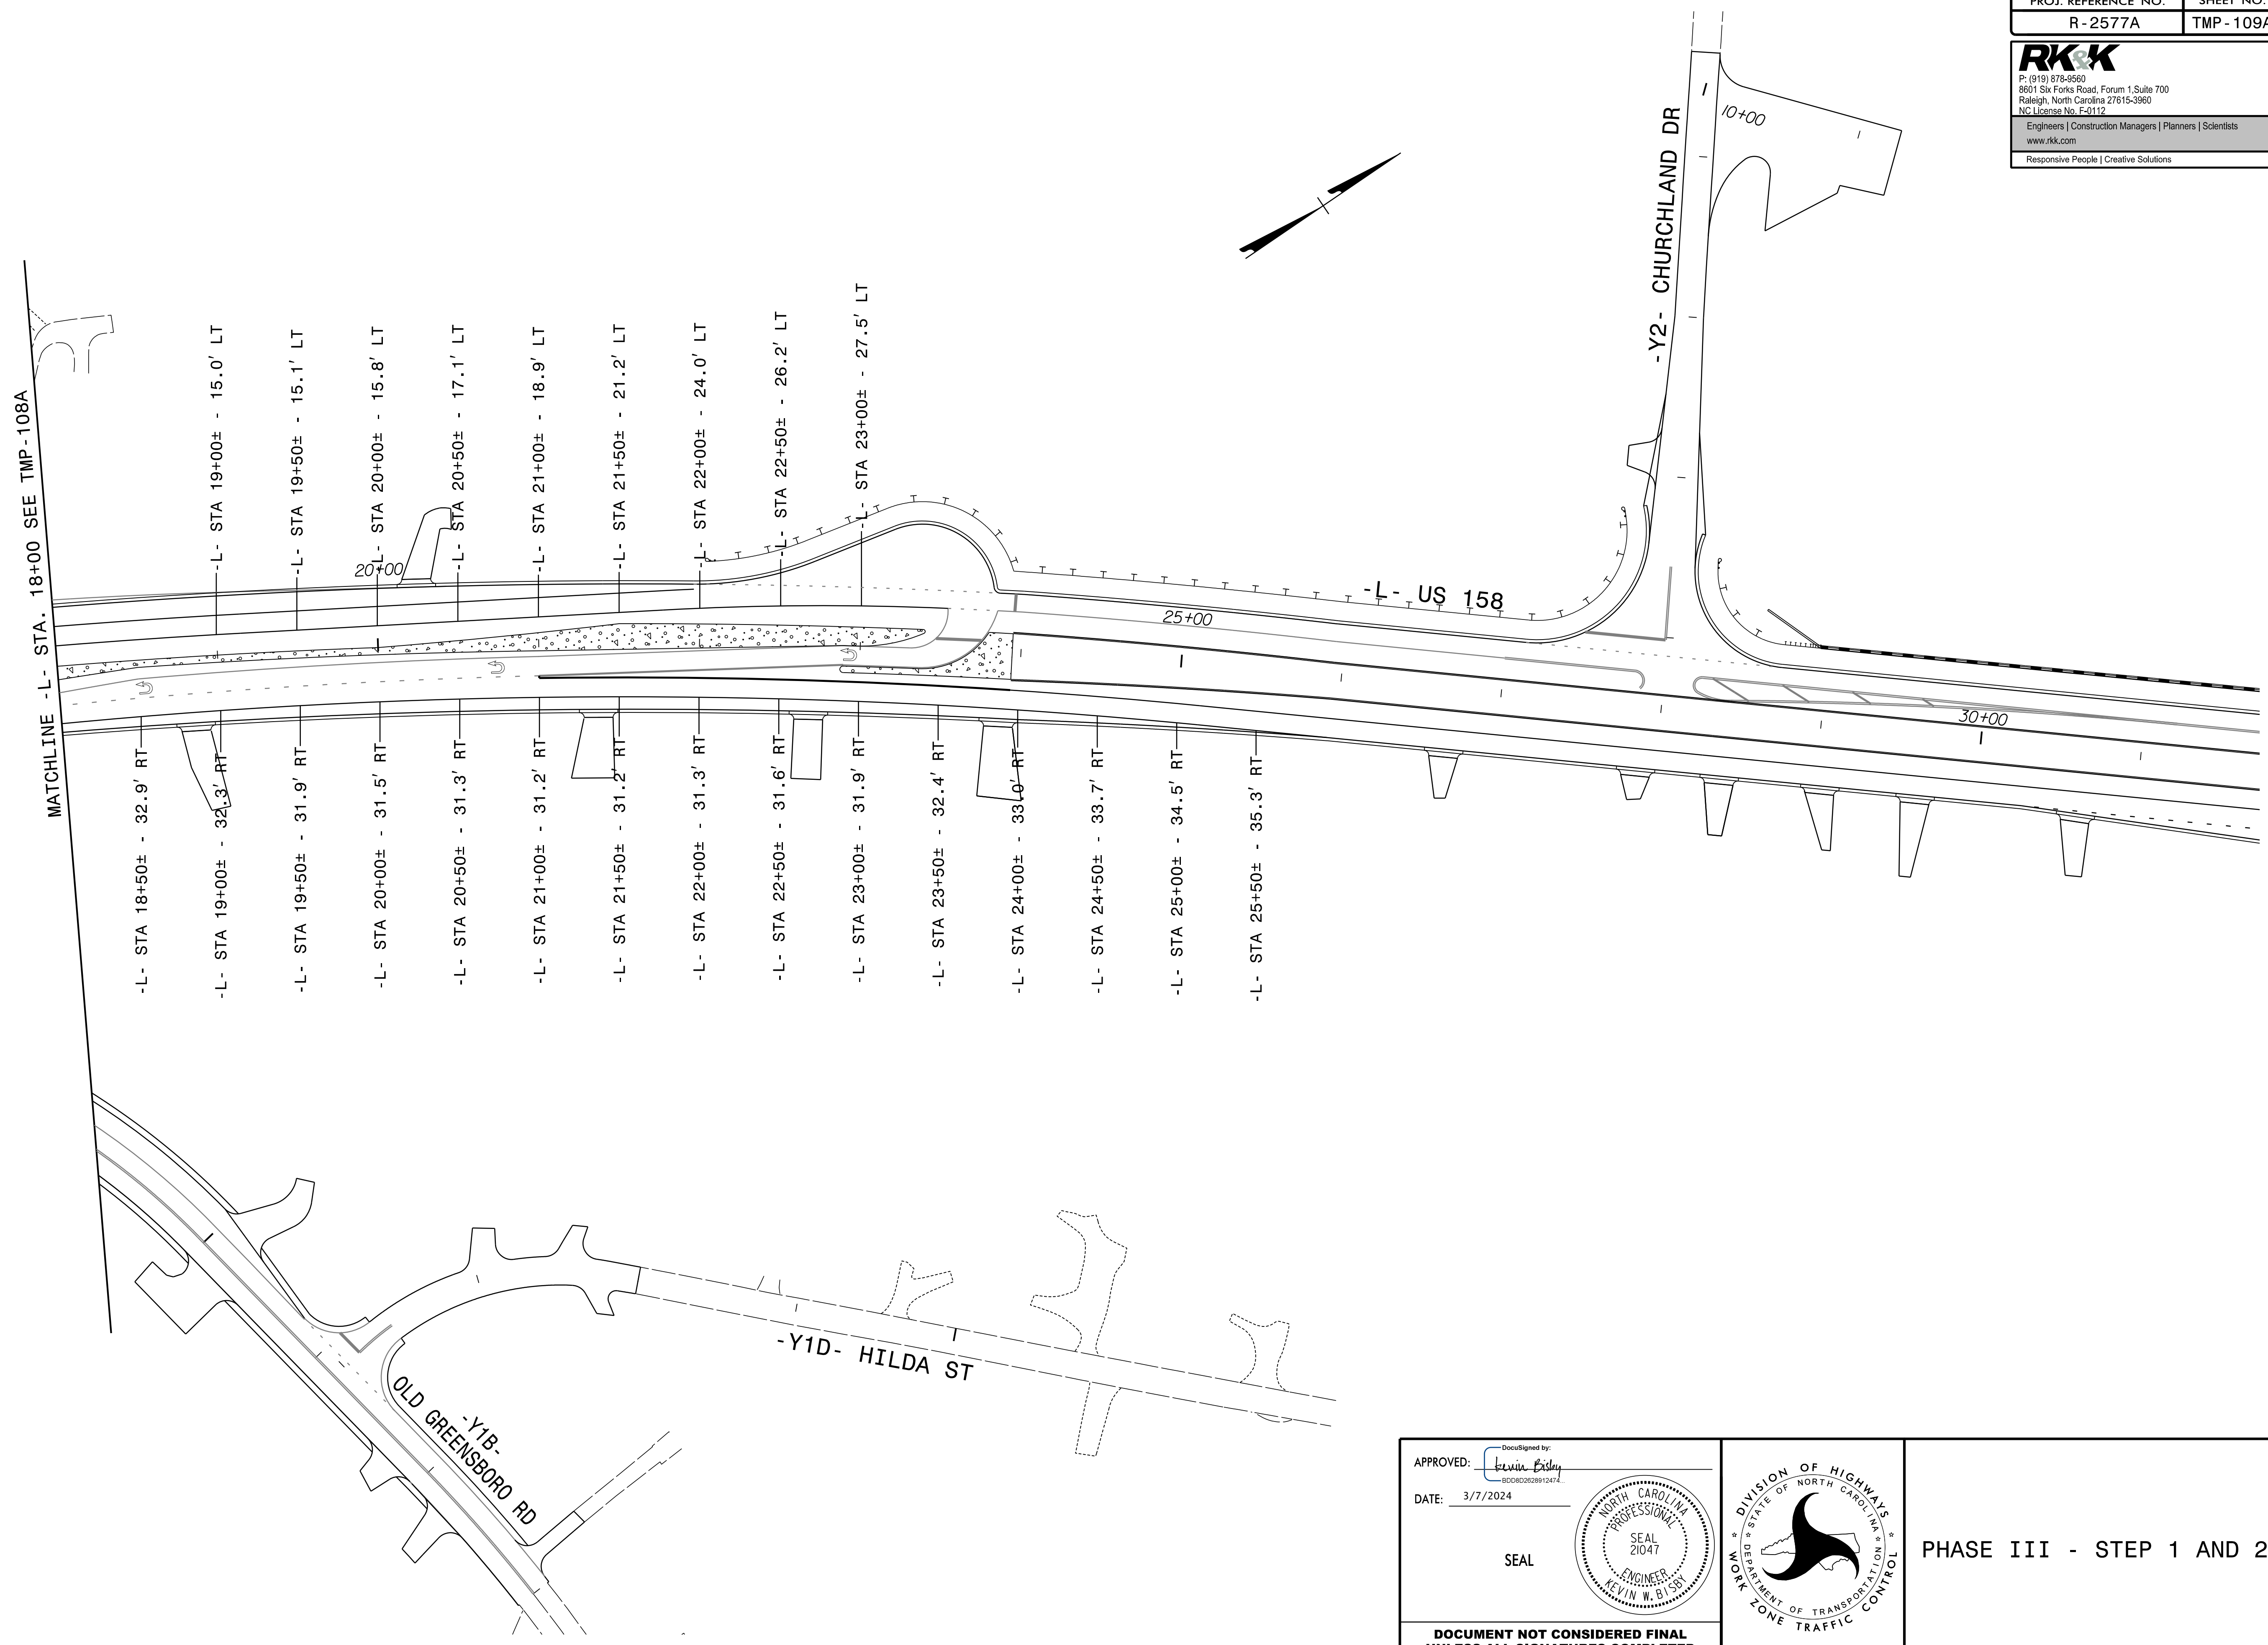 PROJ. REFERENCE NO.
SHEET NO.
R-2577A
TMP-109A
RK&K
P: (919) 878-9560
8601 Six Forks Road, Forum 1,Suite 700
Raleigh, North Carolina 27615-3960
NC License No. F-0112
Engineers | Construction Managers | Planners | Scientists
www.rkk.com
Responsive People | Creative Solutions
10+00
-Y2- CHURCHLAND DR
MATCHLINE -L- STA. 18+00 SEE TMP-108A
-L- STA 19+00± - 15.0' LT
-L- STA 19+50± - 15.1' LT
-L- STA 20+00± - 15.8' LT
-L- STA 20+50± - 17.1' LT
-L- STA 21+00± - 18.9' LT
-L- STA 21+50± - 21.2' LT
-L- STA 22+00± - 24.0' LT
-L- STA 22+50± - 26.2' LT
-L- STA 23+00± - 27.5' LT
20+00
-L- US 158
25+00
30+00
-L- STA 18+50± - 32.9' RT
-L- STA 19+00± - 32.3' RT
-L- STA 19+50± - 31.9' RT
-L- STA 20+00± - 31.5' RT
-L- STA 20+50± - 31.3' RT
-L- STA 21+00± - 31.2' RT
-L- STA 21+50± - 31.2' RT
-L- STA 22+00± - 31.3' RT
-L- STA 22+50± - 31.6' RT
-L- STA 23+00± - 31.9' RT
-L- STA 23+50± - 32.4' RT
-L- STA 24+00± - 33.0' RT
-L- STA 24+50± - 33.7' RT
-L- STA 25+00± - 34.5' RT
-L- STA 25+50± - 35.3' RT
-Y1D- HILDA ST
-Y1B-
OLD GREENSBORO RD
APPROVED:
DocuSigned by:
Kevin Bisby
BDD8D2628912474...
DATE: 3/7/2024
SEAL
NORTH CAROLINA
PROFESSIONAL
SEAL
21047
ENGINEER
KEVIN W. BISBY
DOCUMENT NOT CONSIDERED FINAL
UNLESS ALL SIGNATURES COMPLETED
DIVISION OF HIGHWAYS
STATE OF NORTH CAROLINA
DEPARTMENT OF TRANSPORTATION
WORK ZONE TRAFFIC CONTROL
PHASE III - STEP 1 AND 2